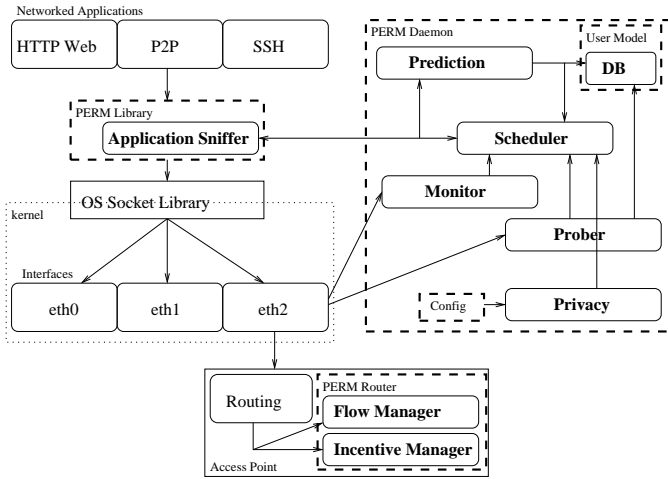 Networked Applications
HTTP Web
P2P
SSH
PERM Library
Application Sniffer
OS Socket Library
kernel
Interfaces
eth0
eth1
eth2
PERM Daemon
User Model
Prediction
DB
Scheduler
Monitor
Prober
Config
Privacy
Routing
PERM Router
Flow Manager
Incentive Manager
Access Point